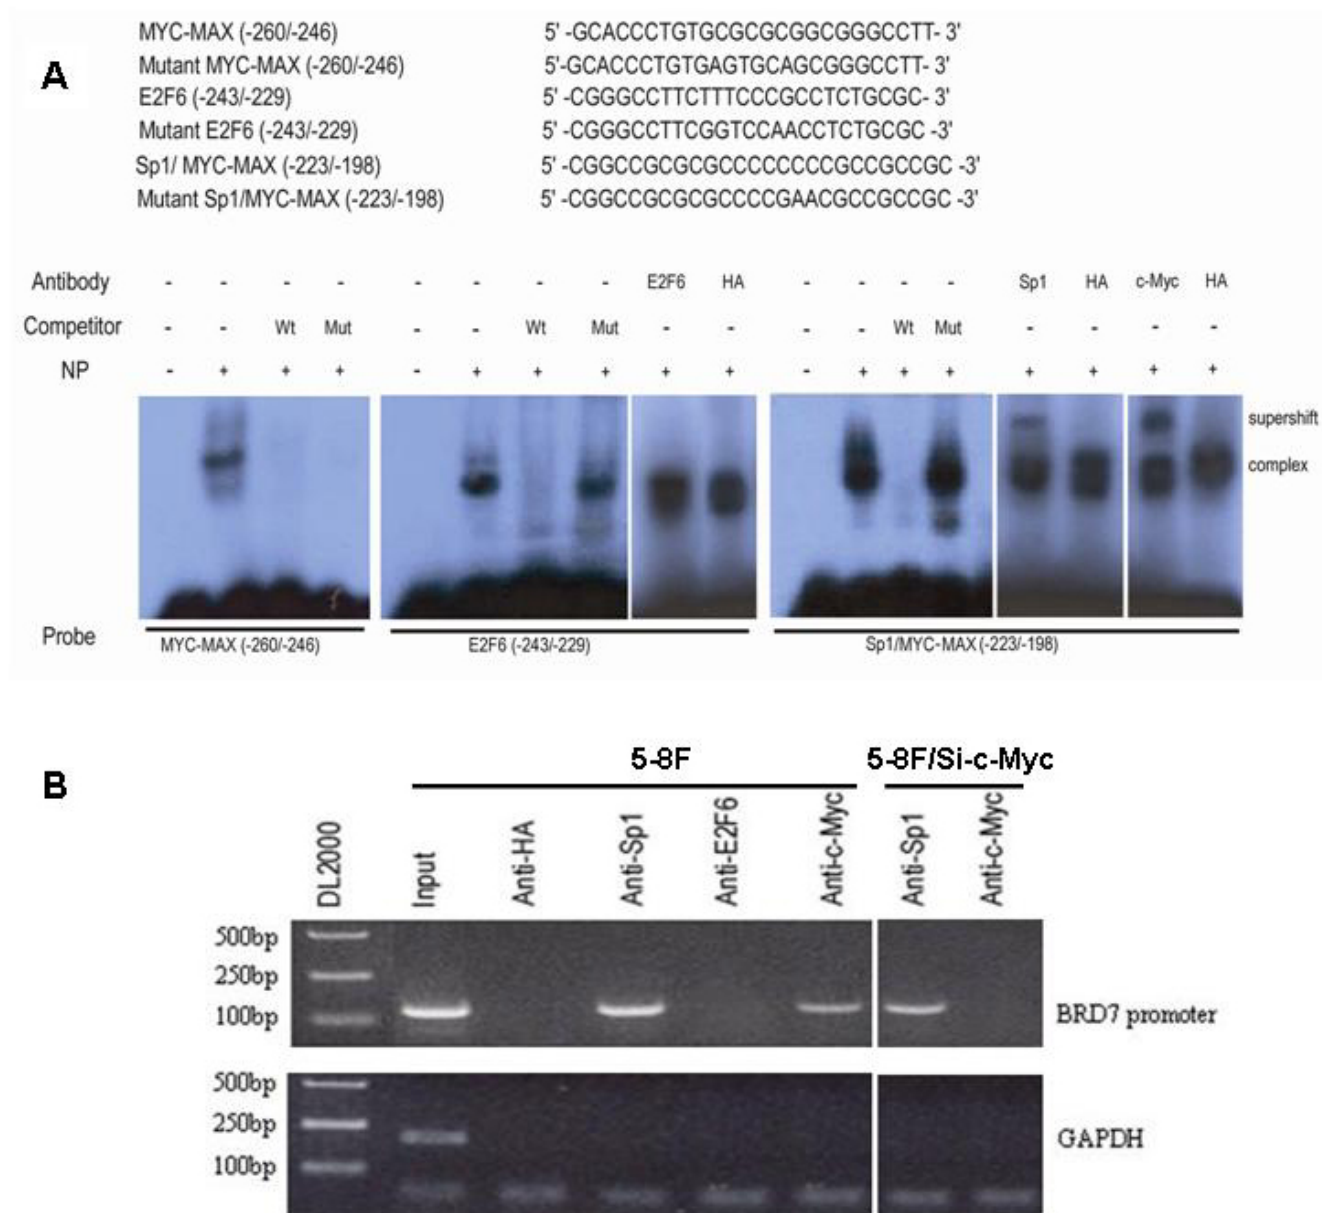 A
MYC-MAX (-260/-246) 5' -GCACCCTGTGCGCGCGGCGGGCCTT- 3'
Mutant MYC-MAX (-260/-246) 5'-GCACCCTGTGAGTGCAGCGGGCCTT- 3'
E2F6 (-243/-229) 5' -CGGGCCTTCTTTCCCGCCTCTGCGC- 3'
Mutant E2F6 (-243/-229) 5' -CGGGCCTTCGGTCCAACCTCTGCGC -3'
Sp1/ MYC-MAX (-223/-198) 5' -CGGCCGCGCGCCCCCCCCGCCGCCGC -3'
Mutant Sp1/MYC-MAX (-223/-198) 5' -CGGCCGCGCGCCCCGAACGCCGCCGC -3'
Antibody - - - - - - - - E2F6 HA - - - - Sp1 HA c-Myc HA
Competitor - - Wt Mut - - Wt Mut - - - - Wt Mut - - - -
NP - + + + - + + + + + - + + + + + + +
supershift
complex
Probe MYC-MAX (-260/-246) E2F6 (-243/-229) Sp1/MYC-MAX (-223/-198)
B
5-8F 5-8F/Si-c-Myc
DL2000 Input Anti-HA Anti-Sp1 Anti-E2F6 Anti-c-Myc Anti-Sp1 Anti-c-Myc
500bp
250bp
100bp BRD7 promoter
500bp
250bp GAPDH
100bp